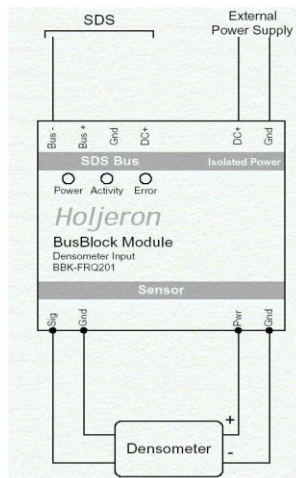 SDS
External
Power Supply
Bus - Bus + Gnd DC+ DC+ Gnd
SDS Bus Isolated Power
Power Activity Error
Holjeron
BusBlock Module
Densometer Input
BBK-FRQ201
Sensor
Sig Gnd Pwr Gnd
+
Densometer -